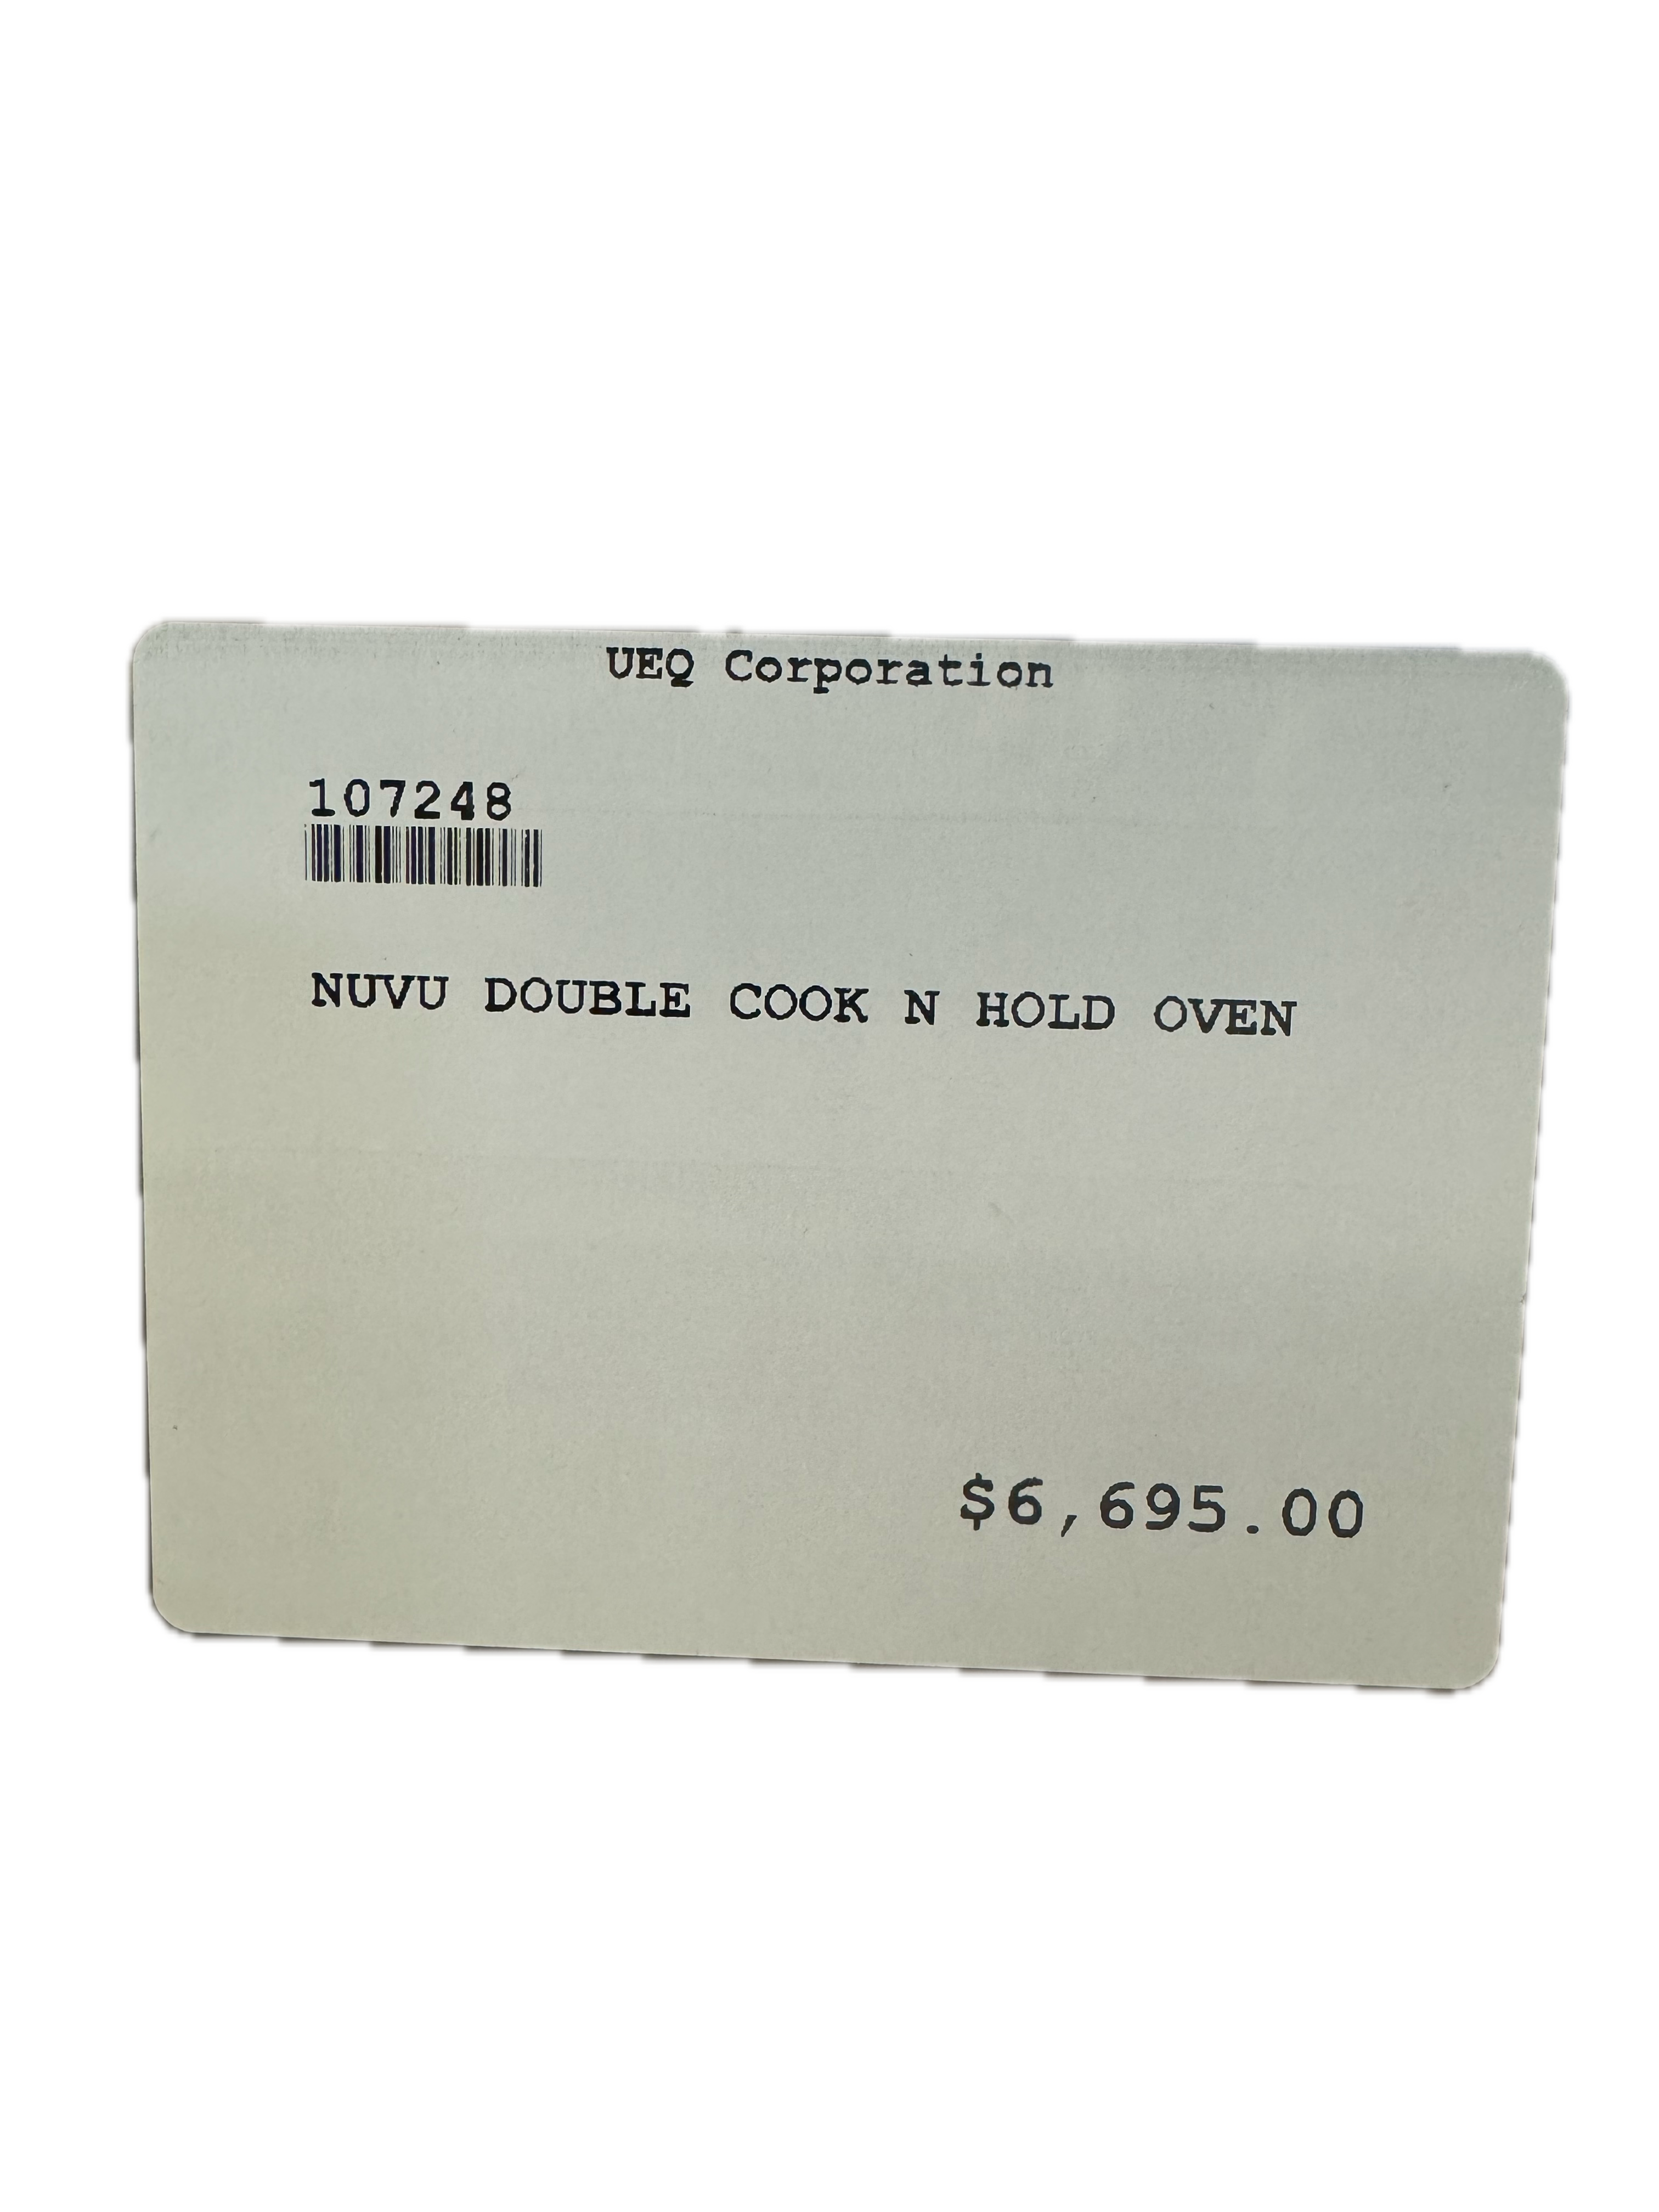 UEQ Corporation
107248
NUVU DOUBLE COOK N HOLD OVEN
$6,695.00